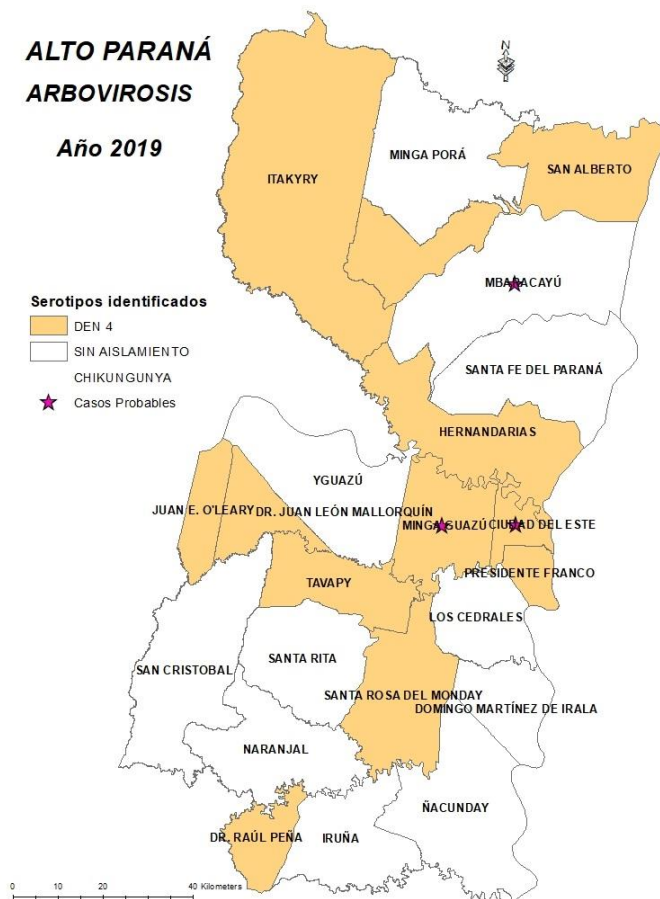 ALTO PARANÁ
ARBOVIROSIS
Año 2019
N
MINGA PORÁ
SAN ALBERTO
ITAKYRY
MBARACAYÚ
Serotipos identificados
DEN 4
SIN AISLAMIENTO
CHIKUNGUNYA
Casos Probables
SANTA FE DEL PARANÁ
HERNANDARIAS
YGUAZÚ
JUAN E. O'LEARY
DR. JUAN LEÓN MALLORQUÍN
MINGA GUAZÚ
CIUDAD DEL ESTE
PRESIDENTE FRANCO
TAVAPY
LOS CEDRALES
SANTA RITA
SAN CRISTOBAL
SANTA ROSA DEL MONDAY
DOMINGO MARTÍNEZ DE IRALA
NARANJAL
ÑACUNDAY
DR. RAÚL PEÑA
IRUÑA
0 10 20 40 Kilometers